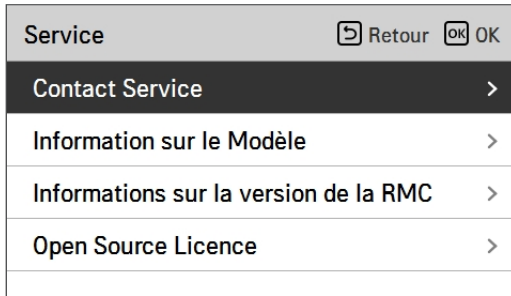 Service Retour OK OK
Contact Service >
Information sur le Modèle >
Informations sur la version de la RMC >
Open Source Licence >